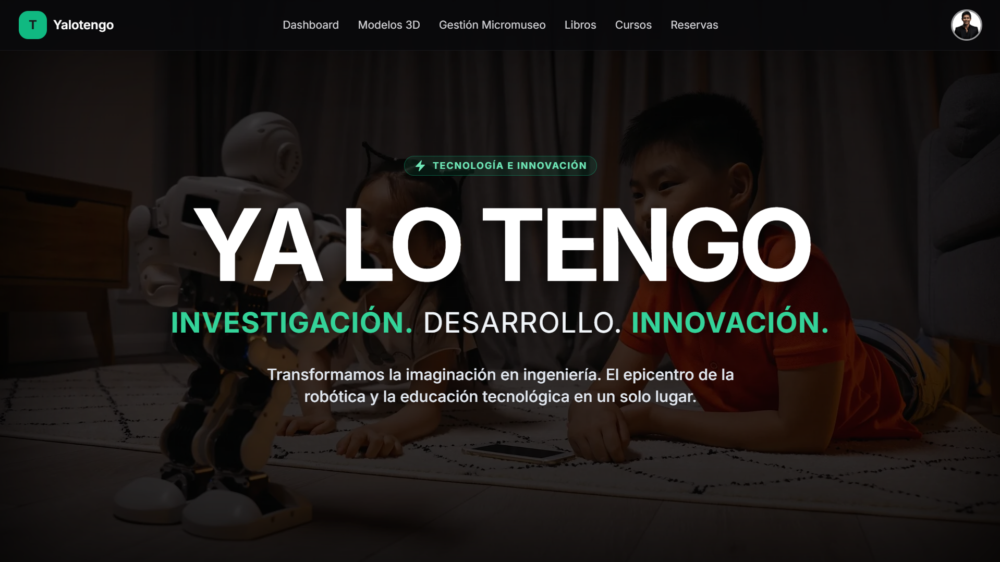 T Yalotengo
Dashboard Modelos 3D Gestión Micromuseo Libros Cursos Reservas
TECNOLOGÍA E INNOVACIÓN
YA LO TENGO
INVESTIGACIÓN. DESARROLLO. INNOVACIÓN.
Transformamos la imaginación en ingeniería. El epicentro de la
robótica y la educación tecnológica en un solo lugar.